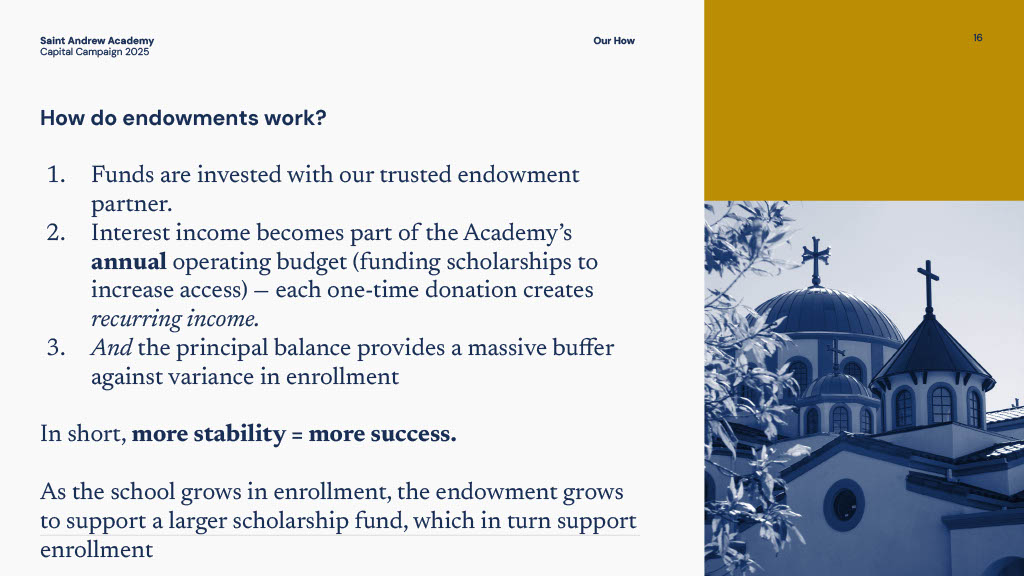 Saint Andrew Academy
Capital Campaign 2025
Our How
16
How do endowments work?
1. Funds are invested with our trusted endowment
partner.
2. Interest income becomes part of the Academy’s
annual operating budget (funding scholarships to
increase access) — each one-time donation creates
recurring income.
3. And the principal balance provides a massive buffer
against variance in enrollment
In short, more stability = more success.
As the school grows in enrollment, the endowment grows
to support a larger scholarship fund, which in turn support
enrollment